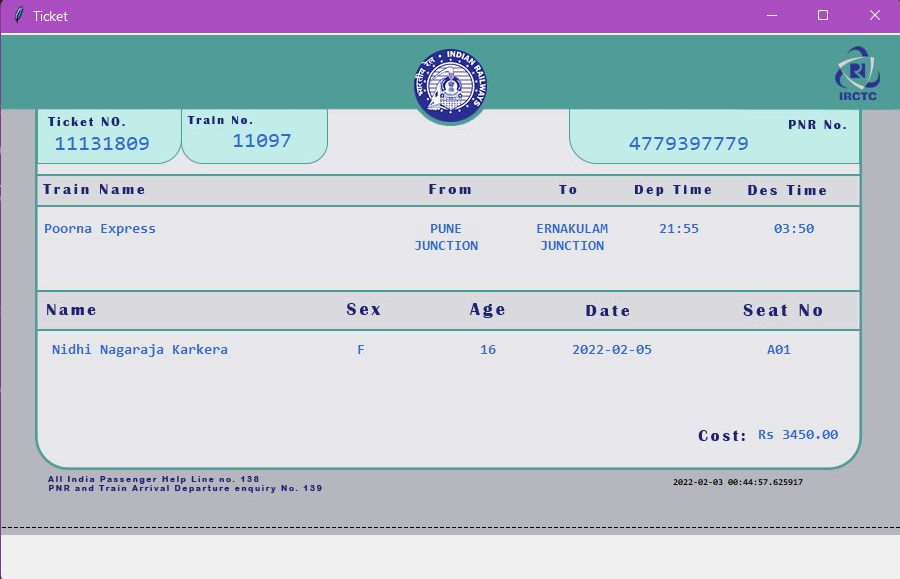 Ticket
भारतीय रेल
INDIAN RAILWAYS
IRCTC
Ticket NO.
11131809
Train No.
11097
PNR No.
4779397779
Train Name From To Dep Time Des Time
Poorna Express PUNE ERNAKULAM 21:55 03:50
JUNCTION JUNCTION
Name Sex Age Date Seat No
Nidhi Nagaraja Karkera F 16 2022-02-05 A01
Cost: Rs 3450.00
All India Passenger Help Line no. 138
PNR and Train Arrival Departure enquiry No. 139
2022-02-03 00:44:57.625917